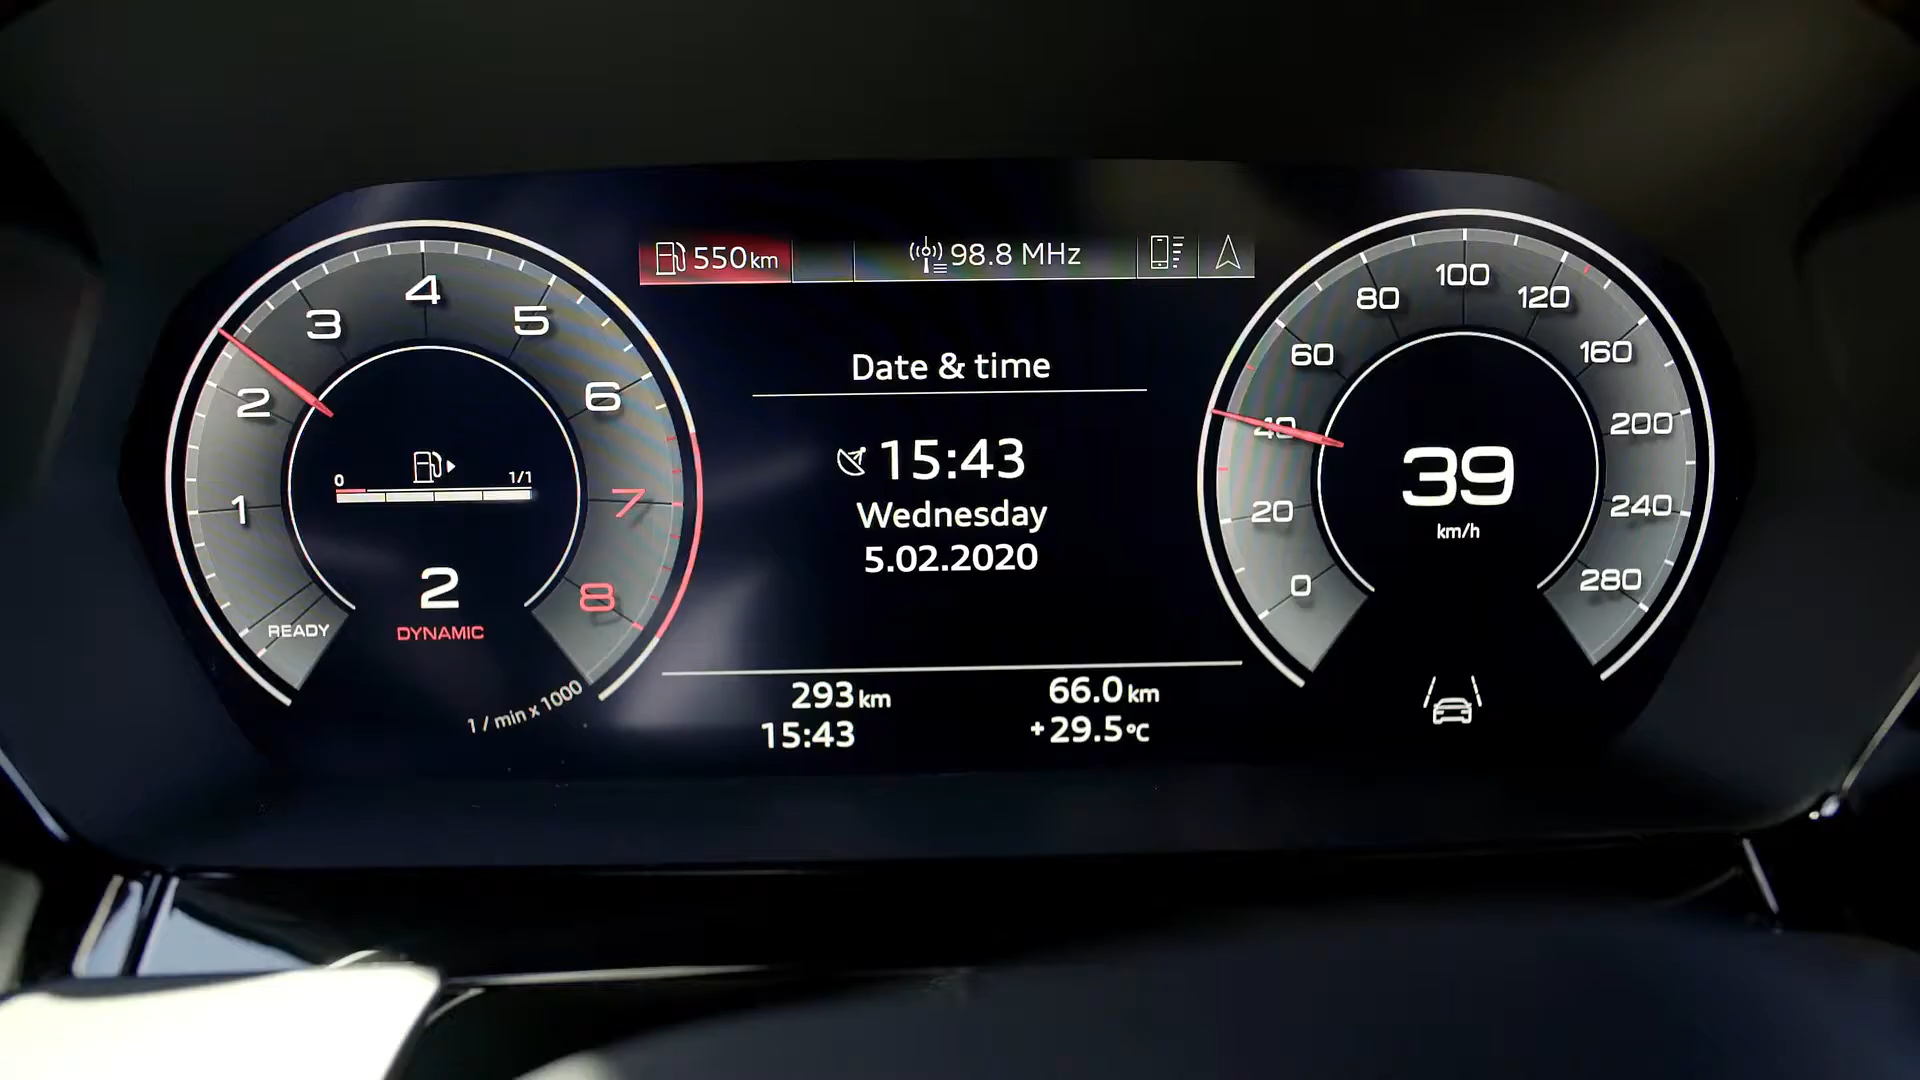 550 km
98.8 MHz
1
2
3
4
5
6
7
8
READY
0
1/1
2
DYNAMIC
1 / min x 1000
Date & time
15:43
Wednesday
5.02.2020
293 km
66.0 km
15:43
+29.5 °C
0
20
40
60
80
100
120
160
200
240
280
39
km/h